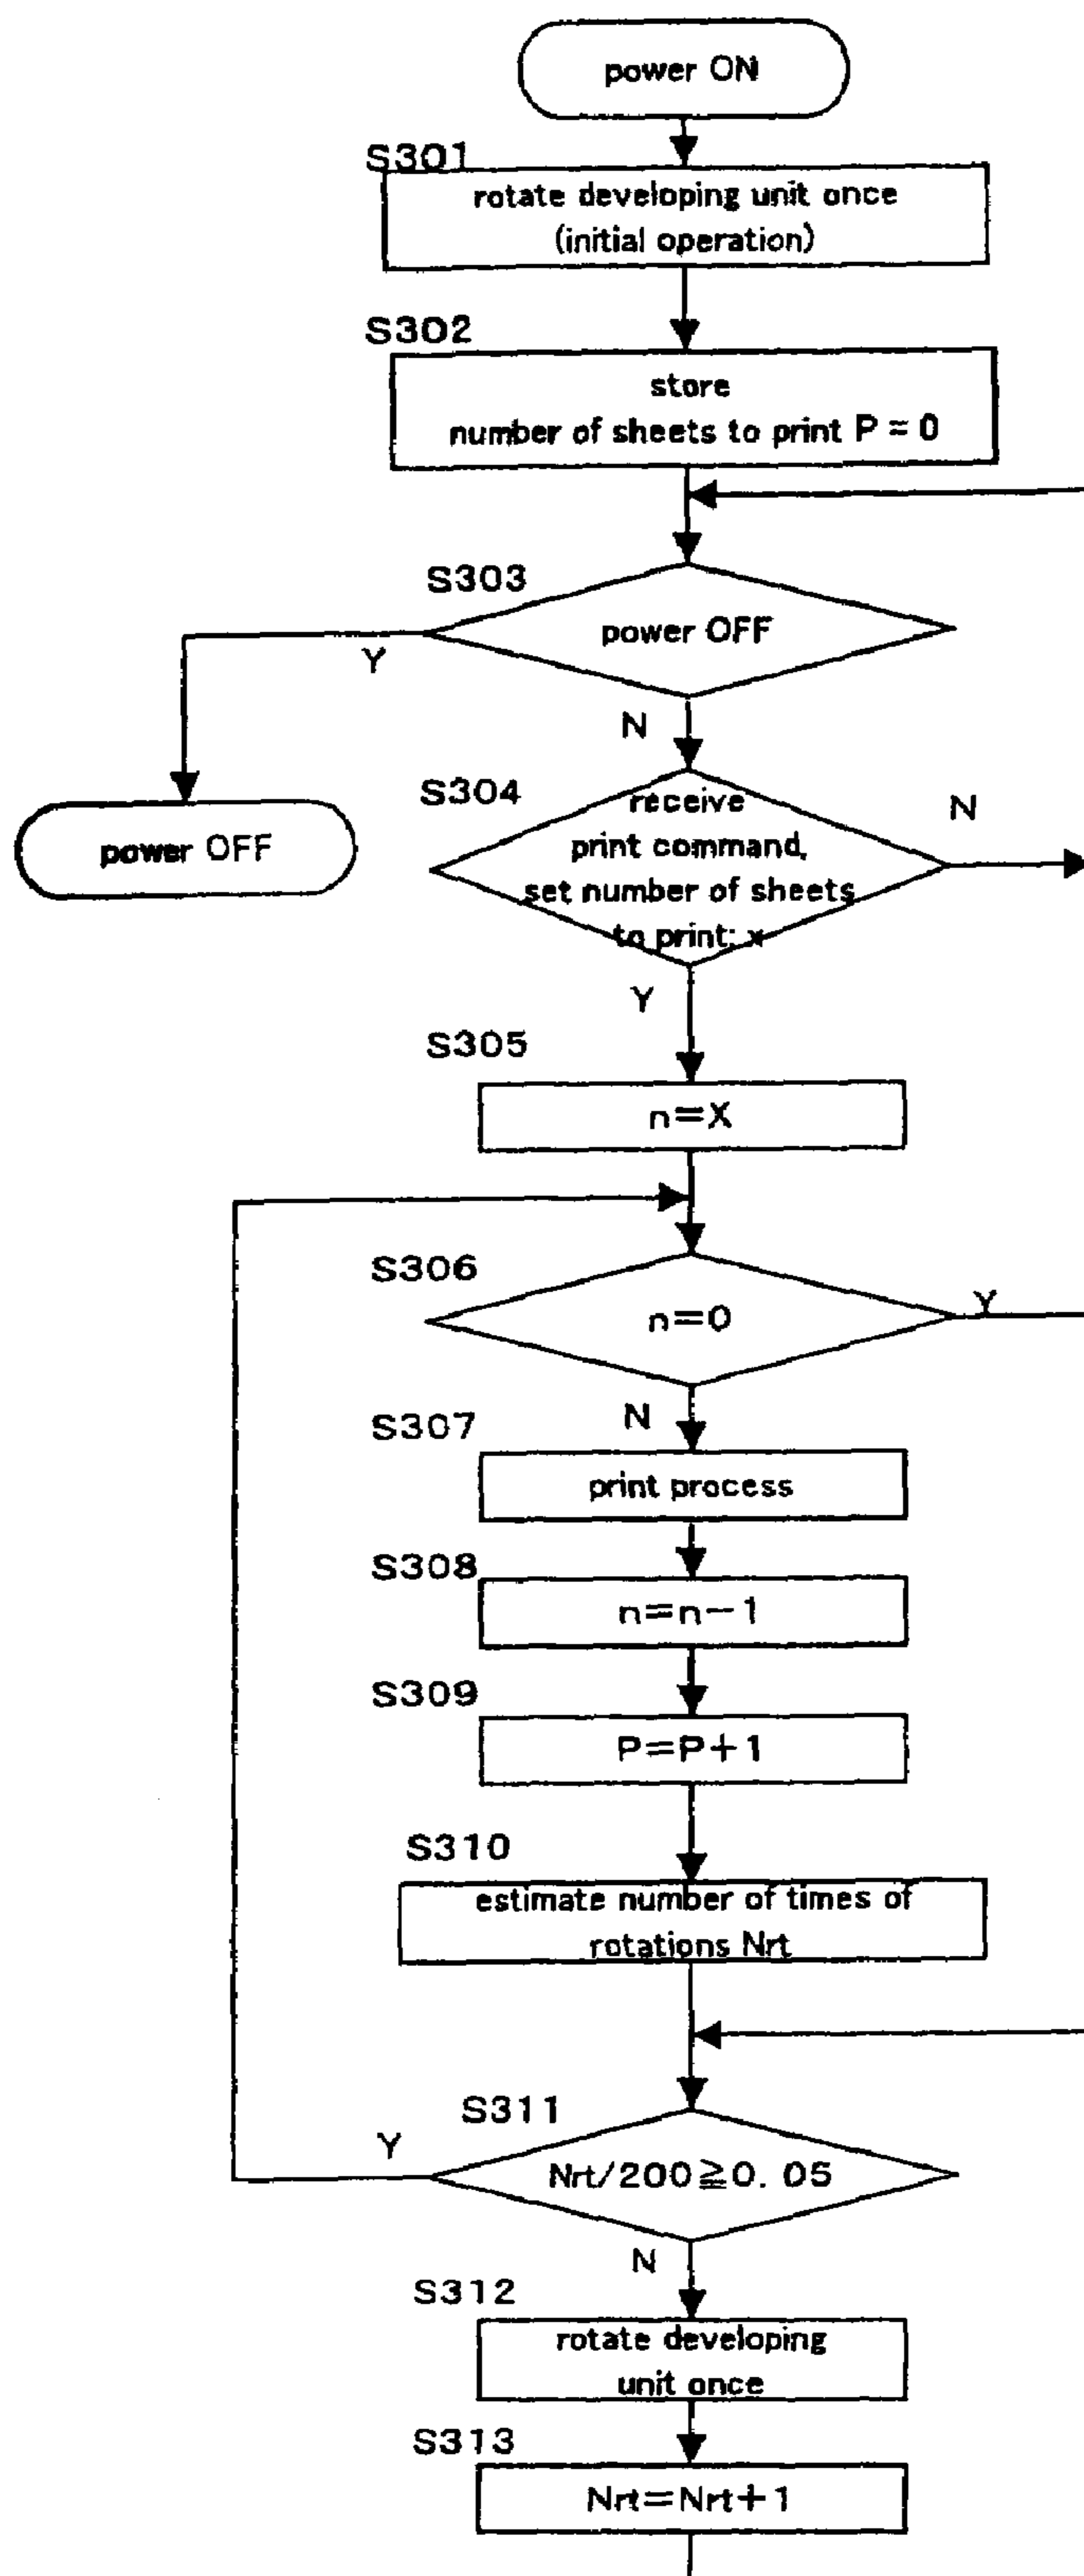 power ON
S301
rotate developing unit once
(initial operation)
S302
store
number of sheets to print P = 0
S303
power OFF
Y
N
power OFF
S304
receive
print command,
set number of sheets
to print: x
N
Y
S305
n=X
S306
n=0
Y
N
S307
print process
S308
n=n-1
S309
P=P+1
S310
estimate number of times of
rotations Nrt
S311
Nrt/200≧0.05
Y
N
S312
rotate developing
unit once
S313
Nrt=Nrt+1